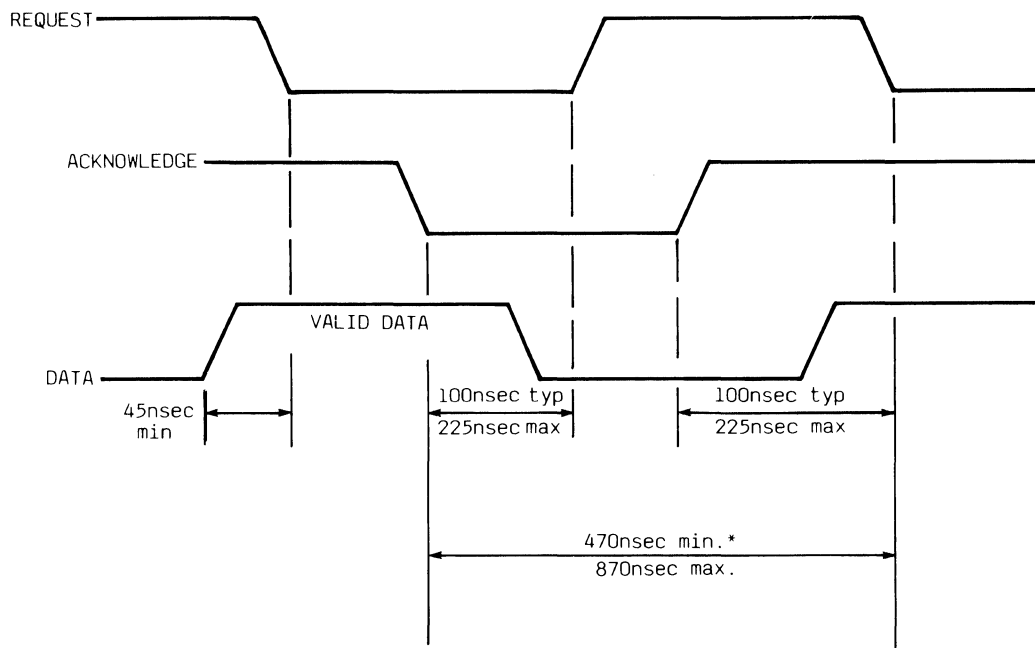 REQUEST
ACKNOWLEDGE
VALID DATA
DATA
45nsec
min
100nsec typ
225nsec max
100nsec typ
225nsec max
470nsec min.*
870nsec max.